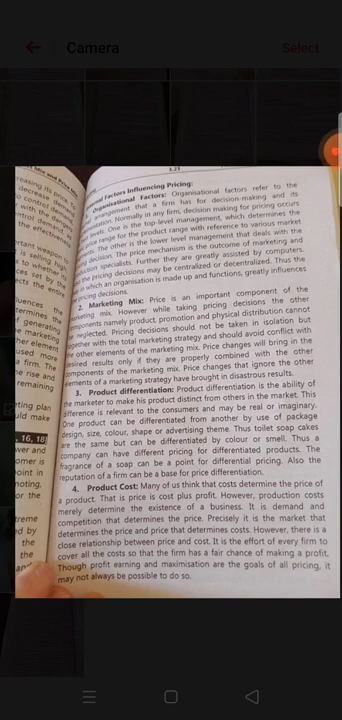 Camera
Select
5.25
nal Factors Influencing Pricing:
Organisational Factors: Organisational factors refer to the
arrangement that a firm has for decision-making and its
Normally in any firm, decision making for pricing occurs
One is the top-level management, which determines the
price range for the product range with reference to various market
The other is the lower level management that deals with the
decision. The price mechanism is the outcome of marketing and
specialists. Further they are greatly assisted by computers.
the pricing decisions may be centralized or decentralized. Thus the
in which an organisation is made up and functions, greatly influences
pricing decisions.
2. Marketing Mix: Price is an important component of the
mix. However while taking pricing decisions the other
namely product, promotion and physical distribution cannot
be neglected. Pricing decisions should not be taken in isolation but
together with the total marketing strategy and should avoid conflict with
the other elements of the marketing mix. Price changes will bring in the
desired results only if they are properly combined with the other
components of the marketing mix. Price changes that ignore the other
elements of a marketing strategy have brought in disastrous results.
3. Product differentiation: Product differentiation is the ability of
the marketer to make his product distinct from others in the market. This
difference is relevant to the consumers and may be real or imaginary.
One product can be differentiated from another by use of package
design, size, colour, shape or advertising theme. Thus toilet soap cakes
are the same but can be differentiated by colour or smell. Thus a
company can have different pricing for differentiated products. The
fragrance of a soap can be a point for differential pricing. Also the
reputation of a firm can be a base for price differentiation.
4. Product Cost: Many of us think that costs determine the price of
a product. That is price is cost plus profit. However, production costs
merely determine the existence of a business. It is demand and
competition that determines the price. Precisely it is the market that
determines the price and price that determines costs. However, there is a
close relationship between price and cost. It is the effort of every firm to
cover all the costs so that the firm has a fair chance of making a profit.
Though profit earning and maximisation are the goals of all pricing, it
may not always be possible to do so.